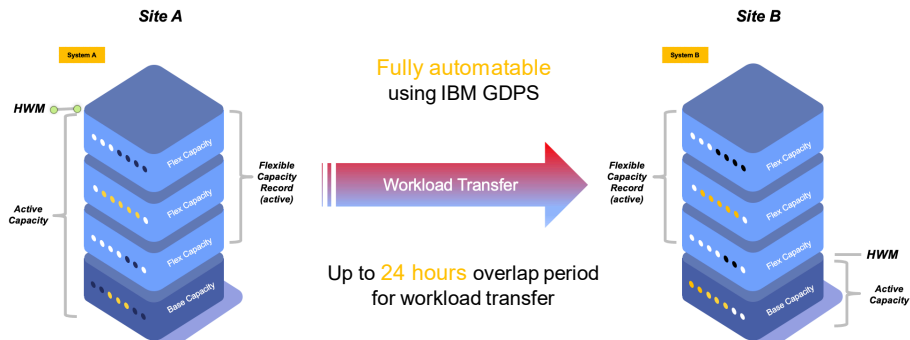 Site A
Site B
System A
System B
Fully automatable
using IBM GDPS
HWM
Flex Capacity
Flex Capacity
Flex Capacity
Base Capacity
Active
Capacity
Flexible
Capacity
Record
(active)
Workload Transfer
Up to 24 hours overlap period
for workload transfer
Flexible
Capacity
Record
(active)
Flex Capacity
Flex Capacity
Flex Capacity
Base Capacity
HWM
Active
Capacity